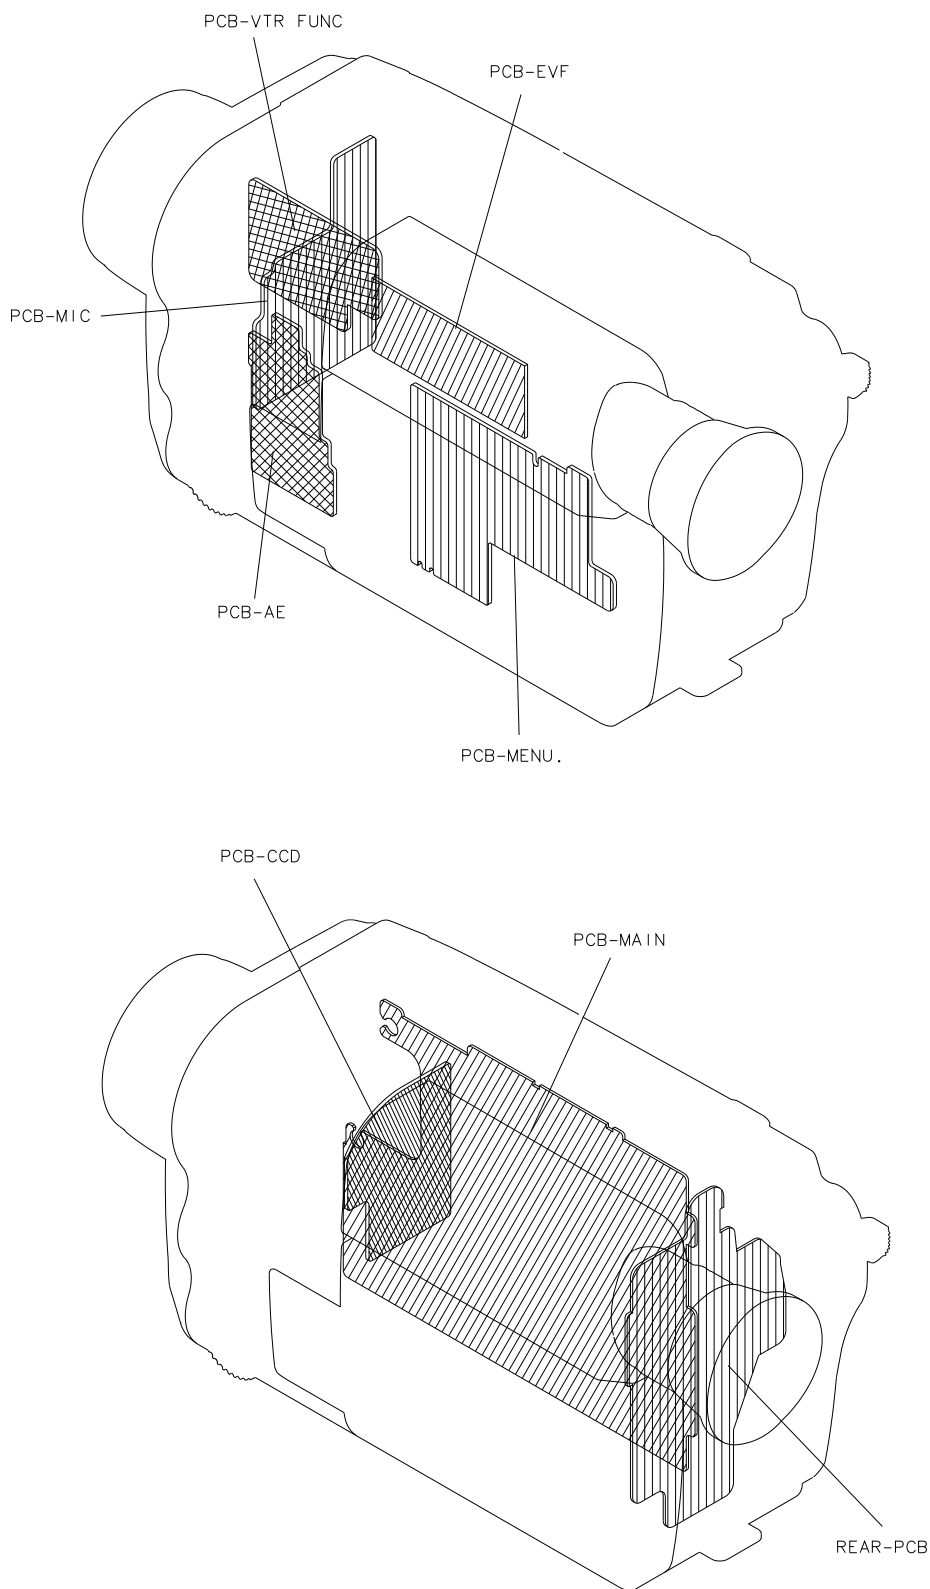 PCB-VTR FUNC
PCB-EVF
PCB-MIC
PCB-AE
PCB-MENU.
PCB-CCD
PCB-MAIN
REAR-PCB